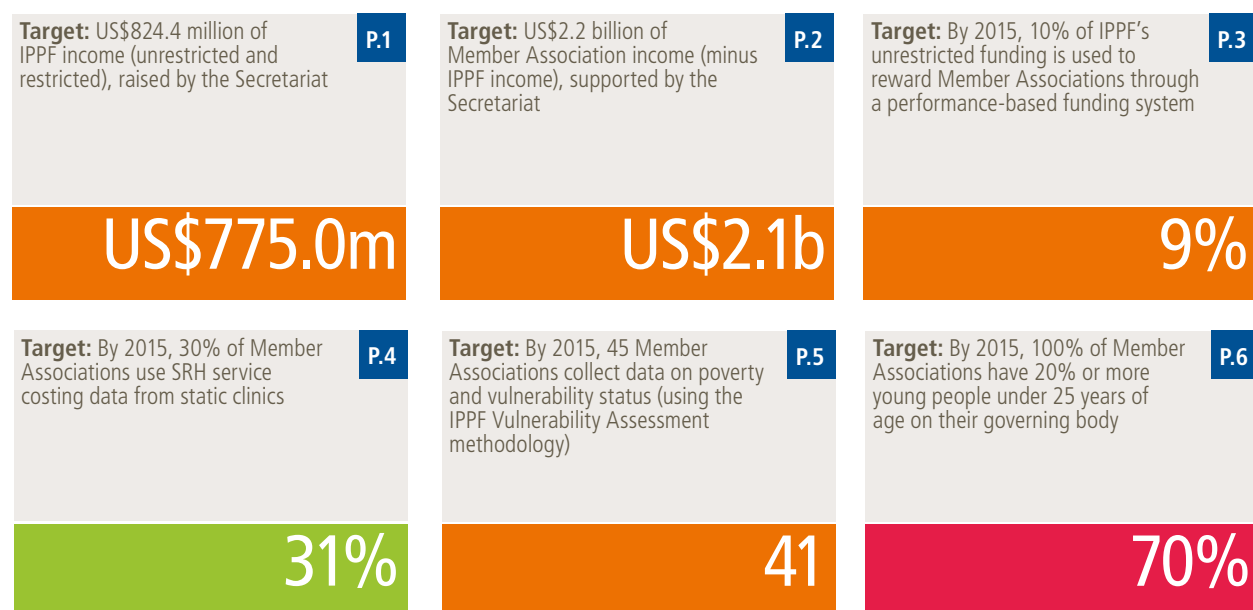 Target: US$824.4 million of
IPPF income (unrestricted and
restricted), raised by the Secretariat
P.1
US$775.0m
Target: US$2.2 billion of
Member Association income (minus
IPPF income), supported by the
Secretariat
P.2
US$2.1b
Target: By 2015, 10% of IPPF’s
unrestricted funding is used to
reward Member Associations through
a performance-based funding system
P.3
9%
Target: By 2015, 30% of Member
Associations use SRH service
costing data from static clinics
P.4
31%
Target: By 2015, 45 Member
Associations collect data on poverty
and vulnerability status (using the
IPPF Vulnerability Assessment
methodology)
P.5
41
Target: By 2015, 100% of Member
Associations have 20% or more
young people under 25 years of
age on their governing body
P.6
70%